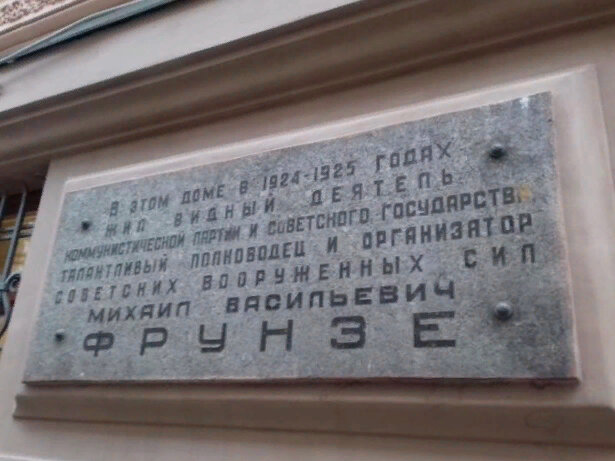 В ЭТОМ ДОМЕ В 1924-1925 ГОДАХ
ЖИЛ ВИДНЫЙ ДЕЯТЕЛЬ
КОММУНИСТИЧЕСКОЙ ПАРТИИ И СОВЕТСКОГО ГОСУДАРСТВА
ТАЛАНТЛИВЫЙ ПОЛКОВОДЕЦ И ОРГАНИЗАТОР
СОВЕТСКИХ ВООРУЖЕННЫХ СИЛ
МИХАИЛ ВАСИЛЬЕВИЧ
ФРУНЗЕ